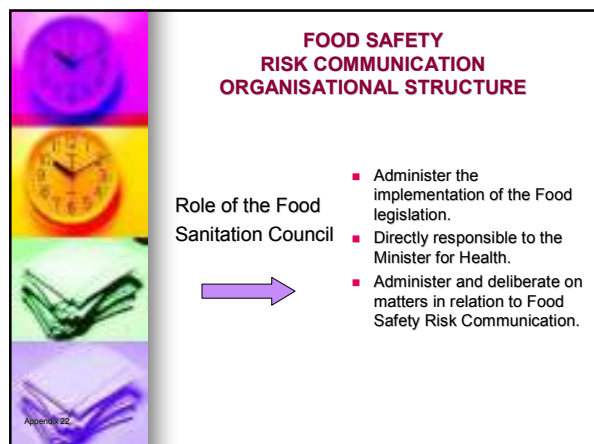 FOOD SAFETY
RISK COMMUNICATION
ORGANISATIONAL STRUCTURE
Role of the Food
Sanitation Council
Administer the
implementation of the Food
legislation.
Directly responsible to the
Minister for Health.
Administer and deliberate on
matters in relation to Food
Safety Risk Communication.
Appendix 22